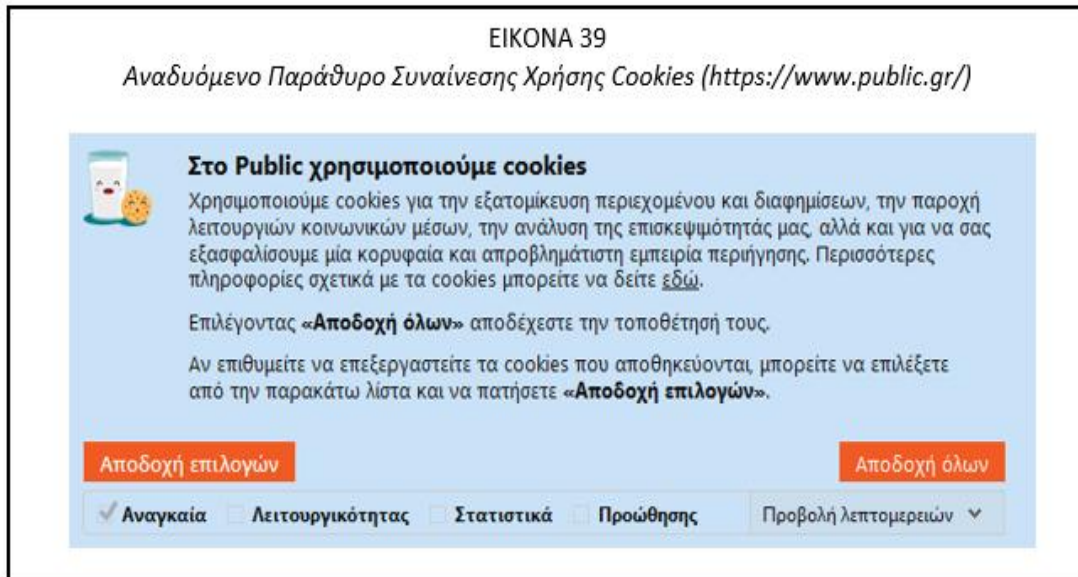 ΕΙΚΟΝΑ 39
Αναδυόμενο Παράθυρο Συναίνεσης Χρήσης Cookies (https://www.public.gr/)
Στο Public χρησιμοποιούμε cookies
Χρησιμοποιούμε cookies για την εξατομίκευση περιεχομένου και διαφημίσεων, την παροχή
λειτουργιών κοινωνικών μέσων, την ανάλυση της επισκεψιμότητάς μας, αλλά και για να σας
εξασφαλίσουμε μία κορυφαία και απροβλημάτιστη εμπειρία περιήγησης. Περισσότερες
πληροφορίες σχετικά με τα cookies μπορείτε να δείτε εδώ.
Επιλέγοντας «Αποδοχή όλων» αποδέχεστε την τοποθέτησή τους.
Αν επιθυμείτε να επεξεργαστείτε τα cookies που αποθηκεύονται, μπορείτε να επιλέξετε
από την παρακάτω λίστα και να πατήσετε «Αποδοχή επιλογών».
Αποδοχή επιλογών Αποδοχή όλων
Αναγκαία Λειτουργικότητας Στατιστικά Προώθησης Προβολή λεπτομερειών